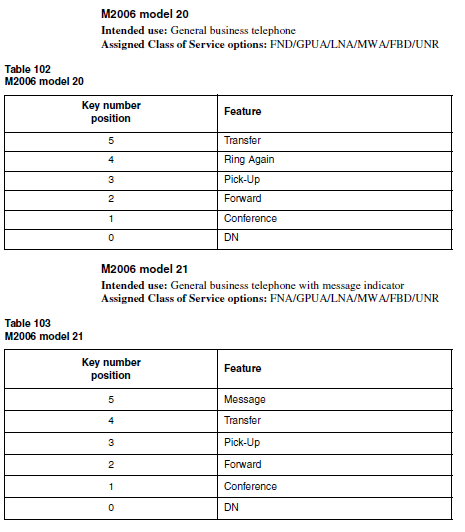 M2006 model 20
Intended use: General business telephone
Assigned Class of Service options: FND/GPUA/LNA/MWA/FBD/UNR
Table 102
M2006 model 20
Key number position Feature
5 Transfer
4 Ring Again
3 Pick-Up
2 Forward
1 Conference
0 DN
M2006 model 21
Intended use: General business telephone with message indicator
Assigned Class of Service options: FNA/GPUA/LNA/MWA/FBD/UNR
Table 103
M2006 model 21
Key number position Feature
5 Message
4 Transfer
3 Pick-Up
2 Forward
1 Conference
0 DN